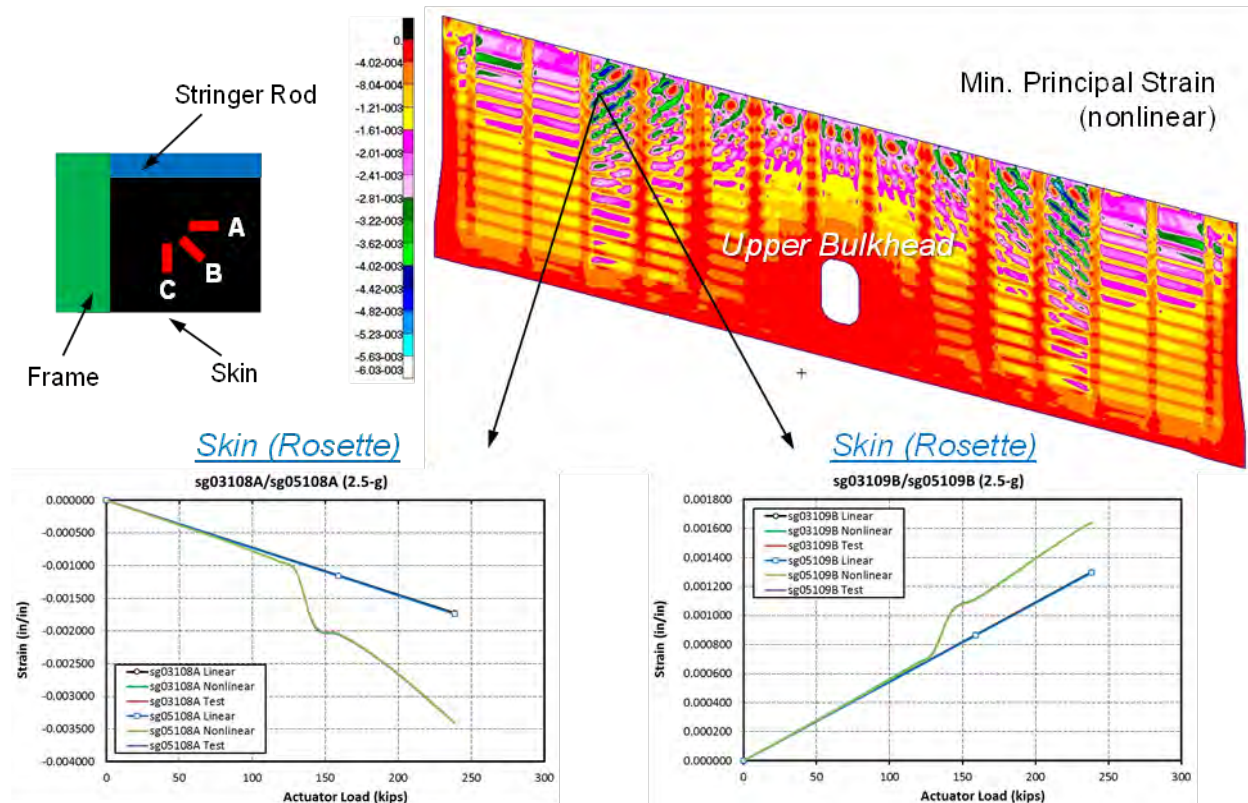 Stringer Rod
A
B
C
Frame
Skin
0.
-4.02-004
-8.04-004
-1.21-003
-1.61-003
-2.01-003
-2.41-003
-2.81-003
-3.22-003
-3.62-003
-4.02-003
-4.42-003
-4.82-003
-5.23-003
-5.63-003
-6.03-003
Min. Principal Strain
(nonlinear)
Upper Bulkhead
Skin (Rosette)
sg03108A/sg05108A (2.5-g)
Strain (in/in)
0.000000
-0.000500
-0.001000
-0.001500
-0.002000
-0.002500
-0.003000
-0.003500
-0.004000
sg03108A Linear
sg03108A Nonlinear
sg03108A Test
sg05108A Linear
sg05108A Nonlinear
sg05108A Test
0 50 100 150 200 250 300
Actuator Load (kips)
Skin (Rosette)
sg03109B/sg05109B (2.5-g)
Strain (in/in)
0.001800
0.001600
0.001400
0.001200
0.001000
0.000800
0.000600
0.000400
0.000200
0.000000
sg03109B Linear
sg03109B Nonlinear
sg03109B Test
sg05109B Linear
sg05109B Nonlinear
sg05109B Test
0 50 100 150 200 250 300
Actuator Load (kips)